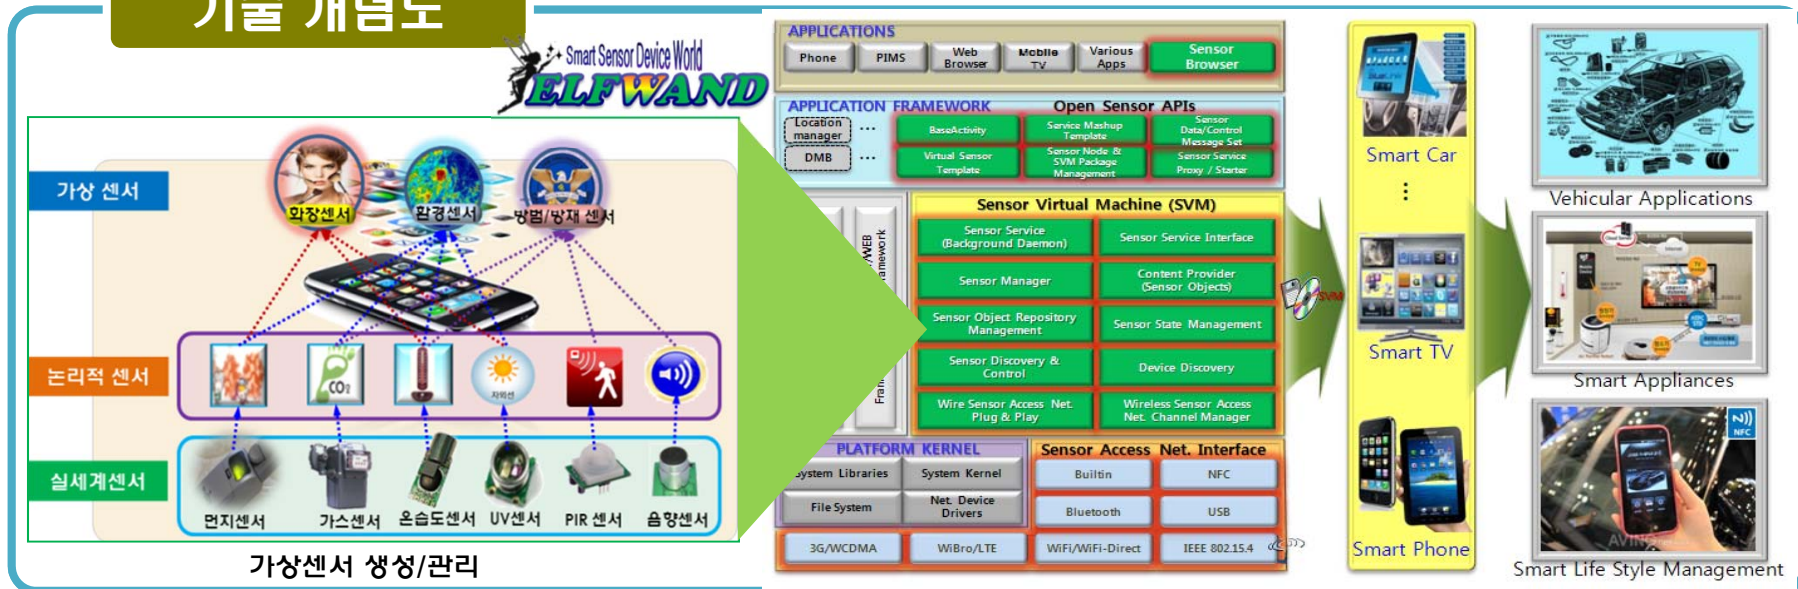 기술 개념도
Smart Sensor Device World
ELFWAND
가상 센서
화장센서
환경센서
방범/방재 센서
논리적 센서
CO₂
자외선
실세계센서
먼지센서
가스센서
온습도센서
UV센서
PIR 센서
음향센서
가상센서 생성/관리
APPLICATIONS
Phone
PIMS
Web
Browser
Mobile
TV
Various
Apps
Sensor
Browser
APPLICATION FRAMEWORK
Open Sensor APIs
Location
manager
...
DMB
...
BaseActivity
Service Mashup
Template
Sensor
Data/Control
Message Set
Virtual Sensor
Template
Sensor Node &
SVM Package
Management
Sensor Service
Proxy / Starter
/WEB
Sensor Virtual Machine (SVM)
Sensor Service
(Background Daemon)
Sensor Service Interface
Sensor Manager
Content Provider
(Sensor Objects)
Sensor Object Repository
Management
Sensor State Management
Sensor Discovery &
Control
Device Discovery
Wire Sensor Access Net.
Plug & Play
Wireless Sensor Access
Net. Channel Manager
PLATFORM KERNEL
System Libraries
System Kernel
File System
Net. Device
Drivers
Sensor Access Net. Interface
Builtin
NFC
Bluetooth
USB
3G/WCDMA
WiBro/LTE
WiFi/WiFi-Direct
IEEE 802.15.4
SVM
Smart Car
⋮
Smart TV
Smart Phone
Vehicular Applications
Cloud Server
Internet
Smart Appliances
NFC
Smart Life Style Management